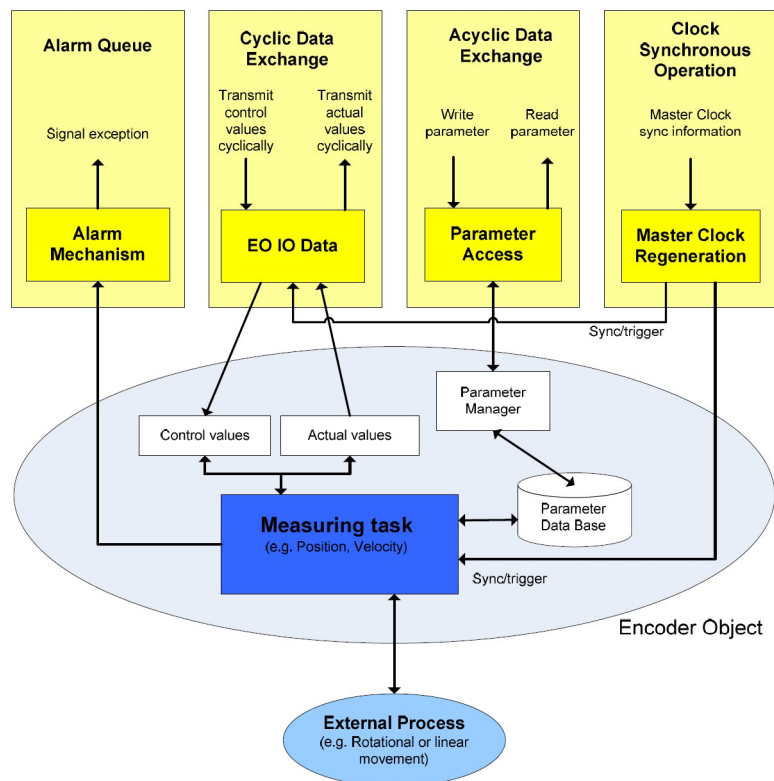 Alarm Queue
Signal exception
Alarm
Mechanism
Cyclic Data
Exchange
Transmit
control
values
cyclically
Transmit
actual
values
cyclically
EO IO Data
Acyclic Data
Exchange
Write
parameter
Read
parameter
Parameter
Access
Clock
Synchronous
Operation
Master Clock
sync information
Master Clock
Regeneration
Sync/trigger
Parameter
Manager
Control values
Actual values
Parameter
Data Base
Measuring task
(e.g. Position, Velocity)
Sync/trigger
Encoder Object
External Process
(e.g. Rotational or linear
movement)